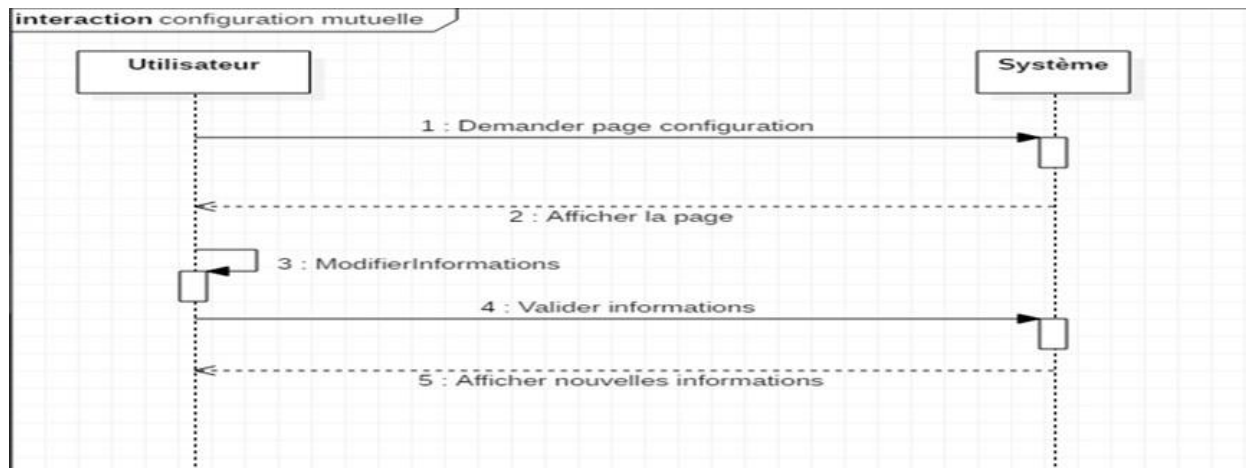 interaction configuration mutuelle
Utilisateur
Système
1 : Demander page configuration
2 : Afficher la page
3 : ModifierInformations
4 : Valider informations
5 : Afficher nouvelles informations